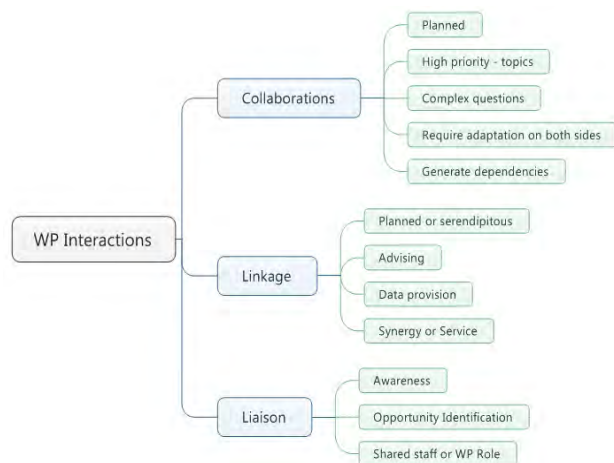 WP Interactions
Collaborations
Planned
High priority - topics
Complex questions
Require adaptation on both sides
Generate dependencies
Linkage
Planned or serendipitous
Advising
Data provision
Synergy or Service
Liaison
Awareness
Opportunity Identification
Shared staff or WP Role